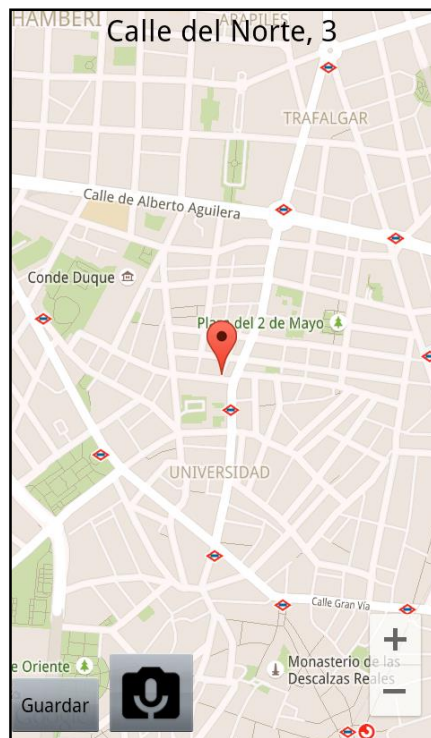 HAMBERI
ARAPILES
Calle del Norte, 3
TRAFALGAR
Calle de Alberto Aguilera
Conde Duque
Plaza del 2 de Mayo
UNIVERSIDAD
Calle Gran Vía
e Oriente
Monasterio de las
Descalzas Reales
Guardar
+
−